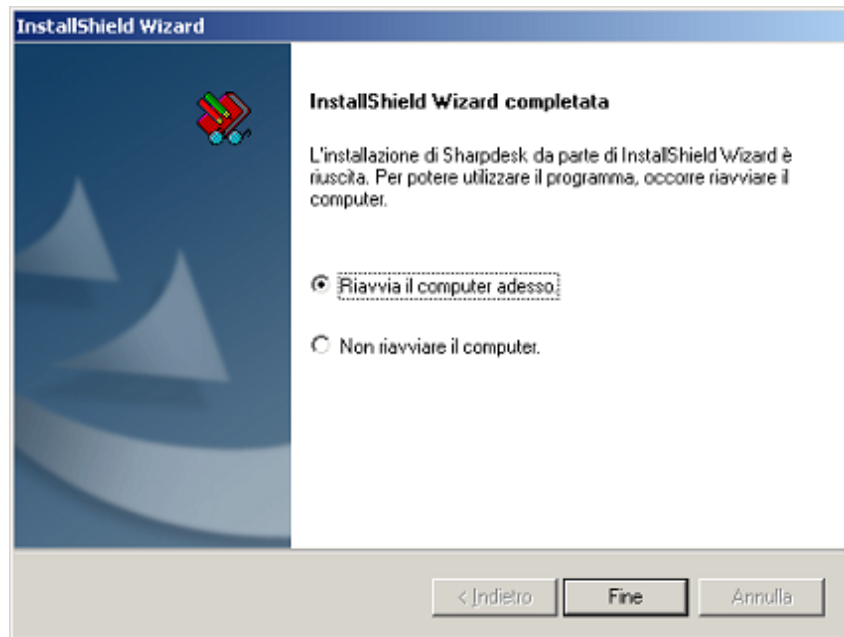 InstallShield Wizard
InstallShield Wizard completata
L'installazione di Sharpdesk da parte di InstallShield Wizard è
riuscita. Per potere utilizzare il programma, occorre riavviare il
computer.
Riavvia il computer adesso.
Non riavviare il computer.
< Indietro
Fine
Annulla